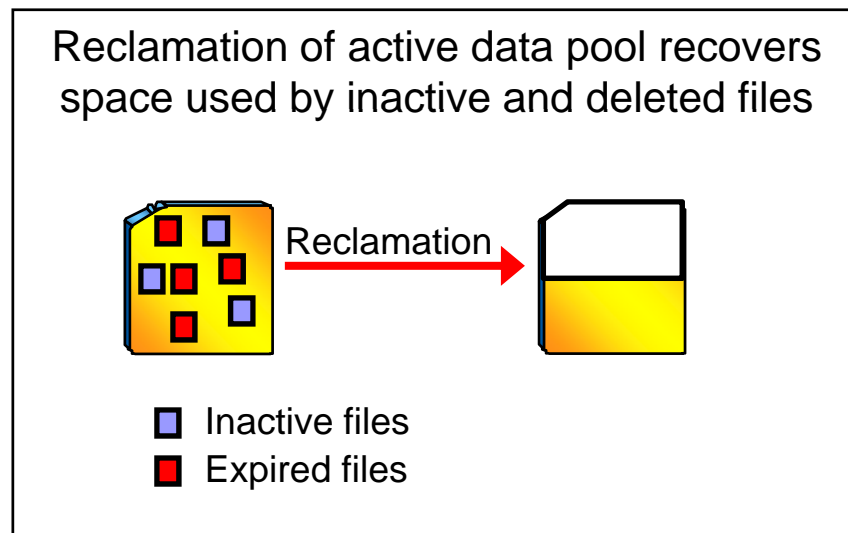 Reclamation of active data pool recovers
space used by inactive and deleted files
Reclamation
Inactive files
Expired files